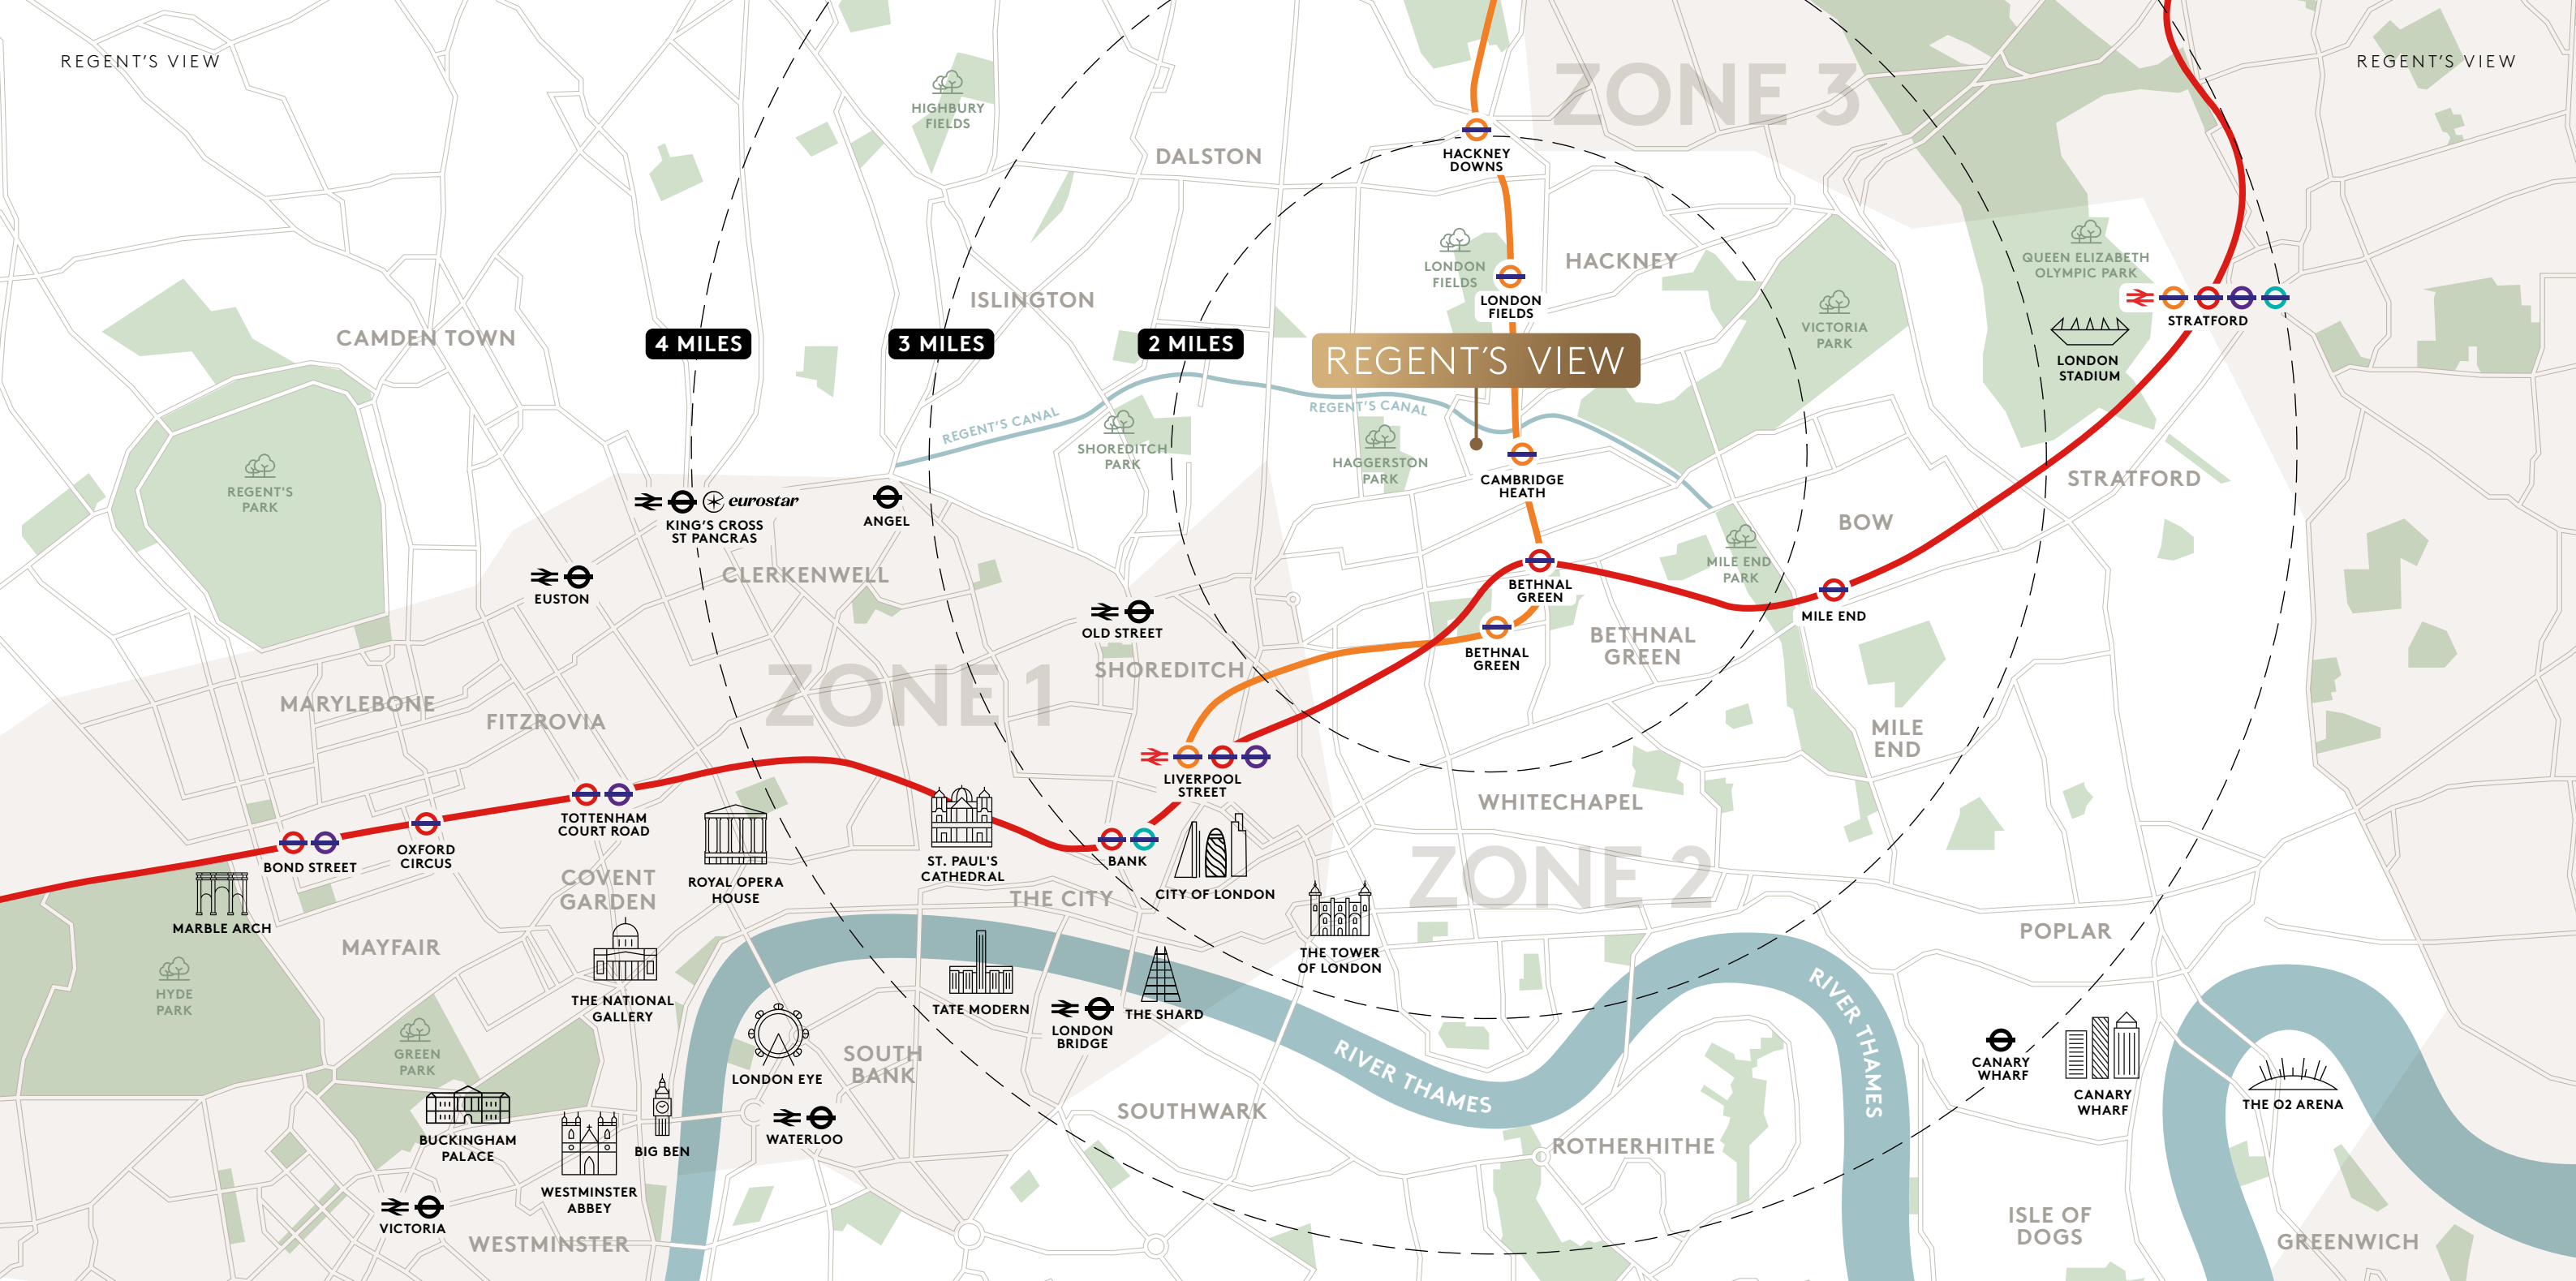 REGENT'S VIEW
REGENT'S VIEW
ZONE 3
HIGHBURY
FIELDS
DALSTON
HACKNEY
DOWNS
HACKNEY
LONDON
FIELDS
LONDON
FIELDS
QUEEN ELIZABETH
OLYMPIC PARK
STRATFORD
ISLINGTON
CAMDEN TOWN
4 MILES
3 MILES
2 MILES
REGENT'S VIEW
VICTORIA
PARK
LONDON
STADIUM
REGENT'S CANAL
REGENT'S CANAL
SHOREDITCH
PARK
HAGGERSTON
PARK
CAMBRIDGE
HEATH
STRATFORD
REGENT'S
PARK
eurostar
KING'S CROSS
ST PANCRAS
ANGEL
BOW
MILE END
PARK
EUSTON
CLERKENWELL
BETHNAL
GREEN
MILE END
OLD STREET
BETHNAL
GREEN
BETHNAL
GREEN
SHOREDITCH
ZONE 1
MARYLEBONE
FITZROVIA
MILE
END
LIVERPOOL
STREET
WHITECHAPEL
TOTTENHAM
COURT ROAD
OXFORD
CIRCUS
BOND STREET
ST. PAUL'S
CATHEDRAL
BANK
CITY OF LONDON
ZONE 2
COVENT
GARDEN
ROYAL OPERA
HOUSE
THE CITY
MARBLE ARCH
MAYFAIR
THE TOWER
OF LONDON
POPLAR
HYDE
PARK
THE NATIONAL
GALLERY
TATE MODERN
LONDON
BRIDGE
THE SHARD
RIVER THAMES
RIVER THAMES
GREEN
PARK
LONDON EYE
SOUTH
BANK
CANARY
WHARF
CANARY
WHARF
THE O2 ARENA
SOUTHWARK
BUCKINGHAM
PALACE
BIG BEN
WATERLOO
ROTHERHITHE
WESTMINSTER
ABBEY
VICTORIA
WESTMINSTER
ISLE OF
DOGS
GREENWICH